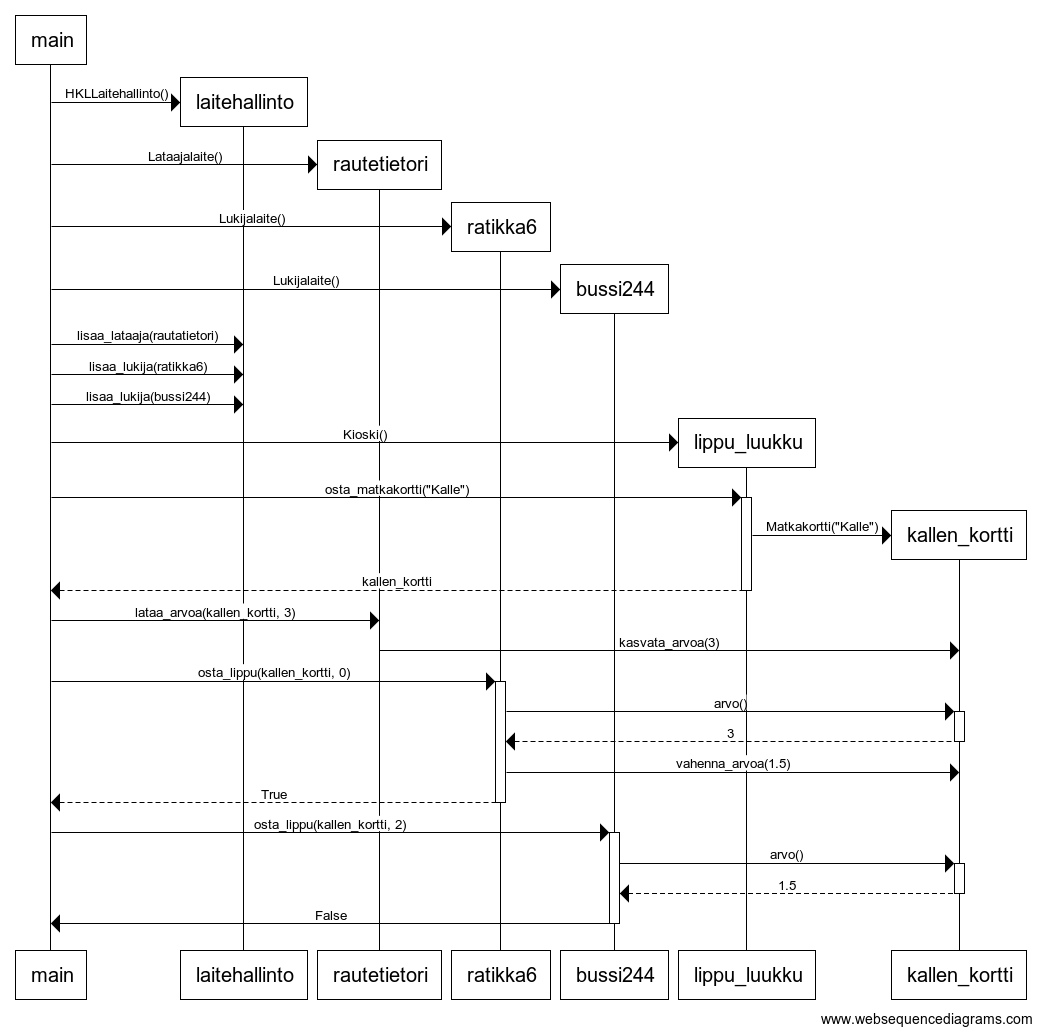 main
HKLLaitehallinto()
laitehallinto
Lataajalaite()
rautetietori
Lukijalaite()
ratikka6
Lukijalaite()
bussi244
lisaa_lataaja(rautatietori)
lisaa_lukija(ratikka6)
lisaa_lukija(bussi244)
Kioski()
lippu_luukku
osta_matkakortti("Kalle")
Matkakortti("Kalle")
kallen_kortti
kallen_kortti
lataa_arvoa(kallen_kortti, 3)
kasvata_arvoa(3)
osta_lippu(kallen_kortti, 0)
arvo()
3
vahenna_arvoa(1.5)
True
osta_lippu(kallen_kortti, 2)
arvo()
1.5
False
main laitehallinto rautetietori ratikka6 bussi244 lippu_luukku kallen_kortti
www.websequencediagrams.com